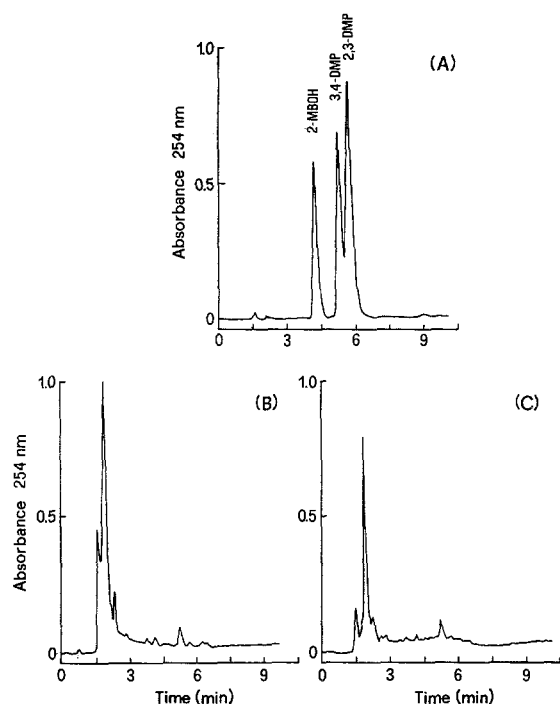 (A)
2-MBOH
3,4-DMP
2,3-DMP
Absorbance 254 nm
1.0
0.5
0
0 3 6 9
(B)
Absorbance 254 nm
1.0
0.5
0
0 3 6 9
Time (min)
(C)
1.0
0.5
0
0 3 6 9
Time (min)